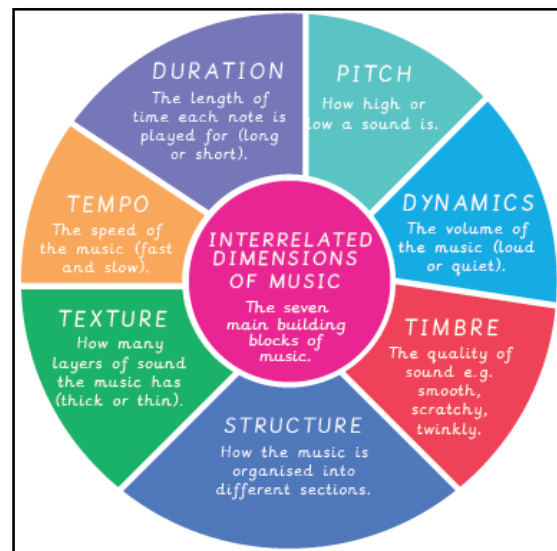 INTERRELATED
DIMENSIONS
OF MUSIC
The seven
main building
blocks of
music.
PITCH
How high or
low a sound is.
DYNAMICS
The volume of
the music (loud
or quiet).
TIMBRE
The quality of
sound e.g.
smooth,
scratchy,
twinkly.
STRUCTURE
How the music is
organised into
different sections.
TEXTURE
How many
layers of sound
the music has
(thick or thin).
TEMPO
The speed of
the music (fast
and slow).
DURATION
The length of
time each note is
played for (long
or short).